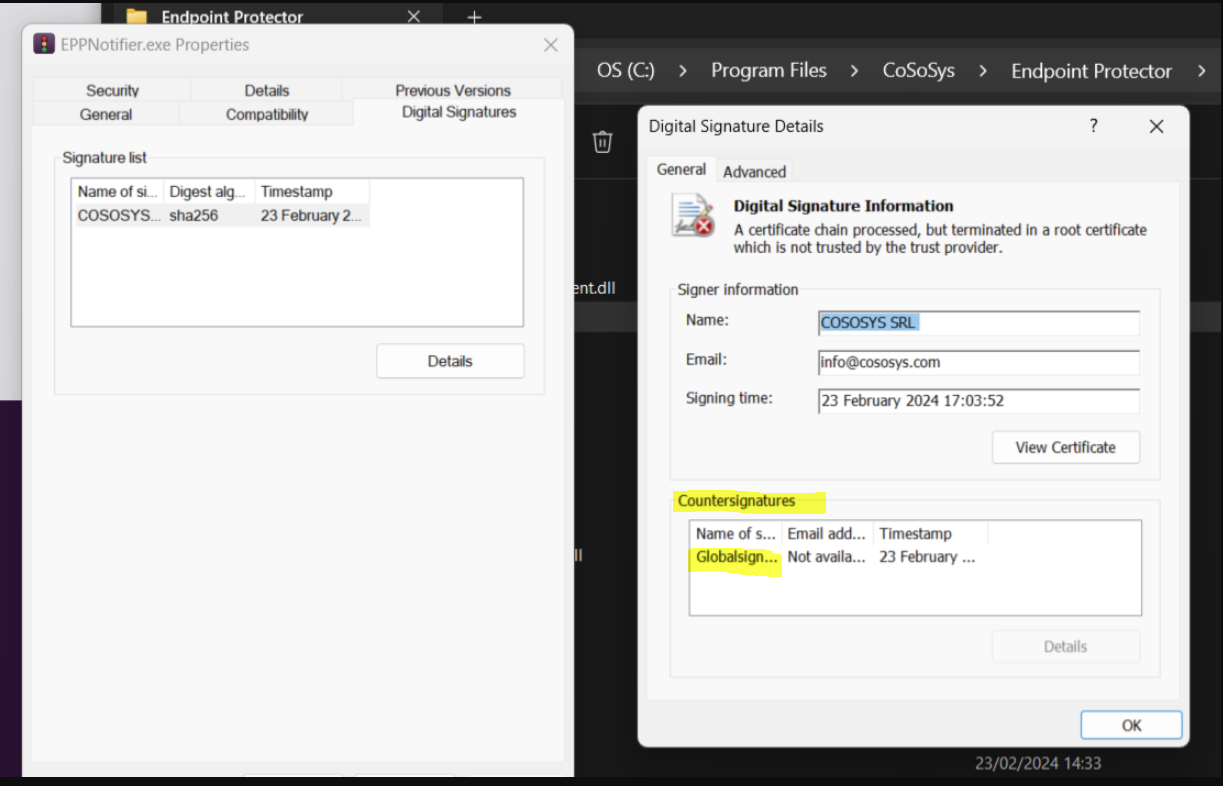 Endpoint Protector
EPPNotifier.exe Properties
Security Details Previous Versions
General Compatibility Digital Signatures
Signature list
Name of si... Digest alg... Timestamp
COSOSYS... sha256 23 February 2...
Details
OS (C:) > Program Files > CoSoSys > Endpoint Protector >
ent.dll
ll
Digital Signature Details
?
General Advanced
Digital Signature Information
A certificate chain processed, but terminated in a root certificate
which is not trusted by the trust provider.
Signer information
Name: COSOSYS SRL
Email: info@cososys.com
Signing time: 23 February 2024 17:03:52
View Certificate
Countersignatures
Name of s... Email add... Timestamp
Globalsign... Not availa... 23 February ...
Details
OK
23/02/2024 14:33